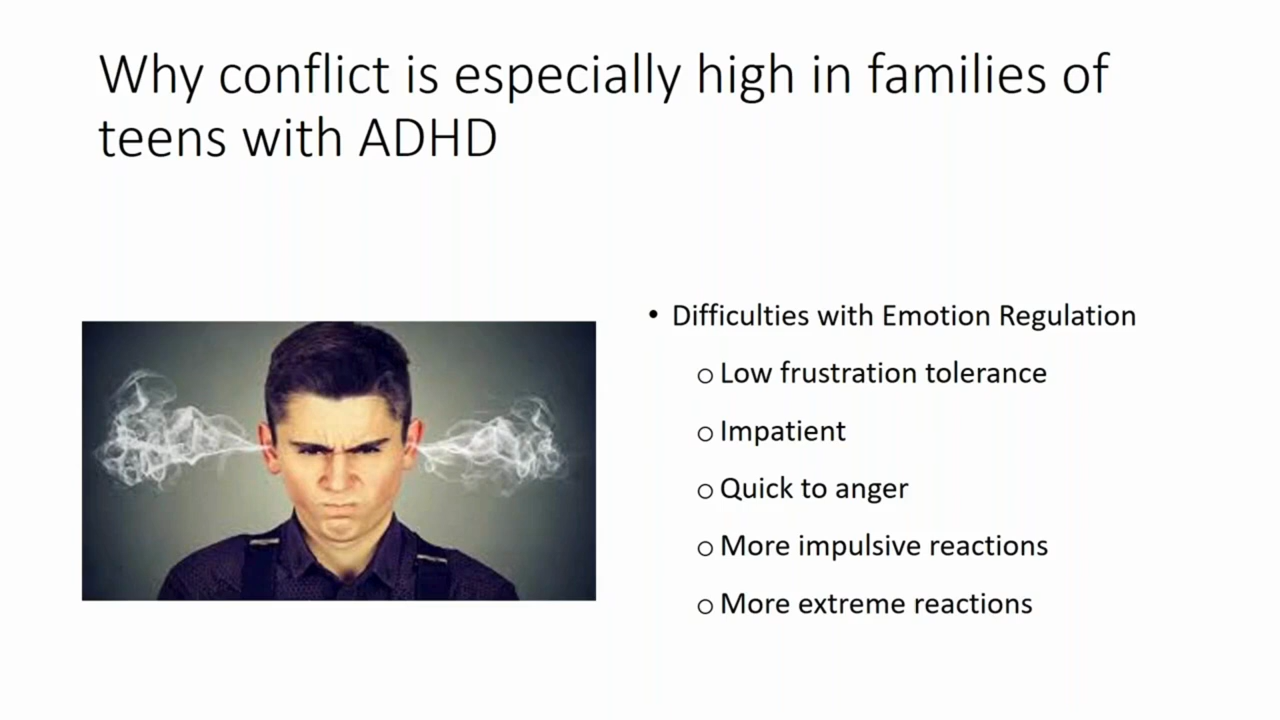 Why conflict is especially high in families of
teens with ADHD
• Difficulties with Emotion Regulation
o Low frustration tolerance
o Impatient
o Quick to anger
o More impulsive reactions
o More extreme reactions